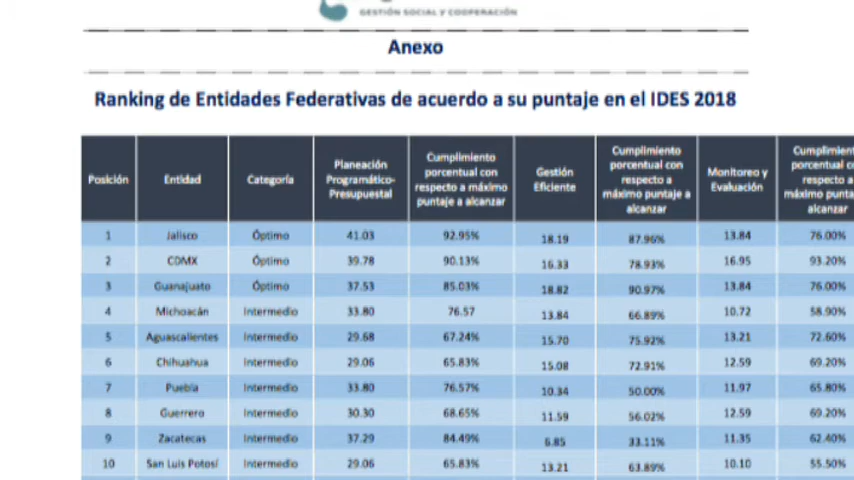 GESTIÓN SOCIAL Y COOPERACIÓN
Anexo
Ranking de Entidades Federativas de acuerdo a su puntaje en el IDES 2018
Posición Entidad Categoría Planeación Programático-Presupuestal Cumplimiento porcentual con respecto a máximo puntaje a alcanzar Gestión Eficiente Cumplimiento porcentual con respecto a máximo puntaje a alcanzar Monitoreo y Evaluación porcentual respecto a alcanzar
1 Jalisco Óptimo 41.03 92.95% 18.19 87.96% 13.84 76.00%
2 CDMX Óptimo 39.78 90.13% 16.33 78.93% 16.95 93.20%
3 Guanajuato Óptimo 37.53 85.03% 18.82 90.97% 13.84 76.00%
4 Michoacán Intermedio 33.80 76.57 13.84 66.89% 10.72 58.90%
5 Aguascalientes Intermedio 29.68 67.24% 15.70 75.92% 13.21 72.60%
6 Chihuahua Intermedio 29.06 65.83% 15.08 72.91% 12.59 69.20%
7 Puebla Intermedio 33.80 76.57% 10.34 50.00% 11.97 65.80%
8 Guerrero Intermedio 30.30 68.65% 11.59 56.02% 12.59 69.20%
9 Zacatecas Intermedio 37.29 84.49% 6.85 33.11% 11.35 62.40%
10 San Luis Potosí Intermedio 29.06 65.83% 13.21 63.89% 10.10 55.50%